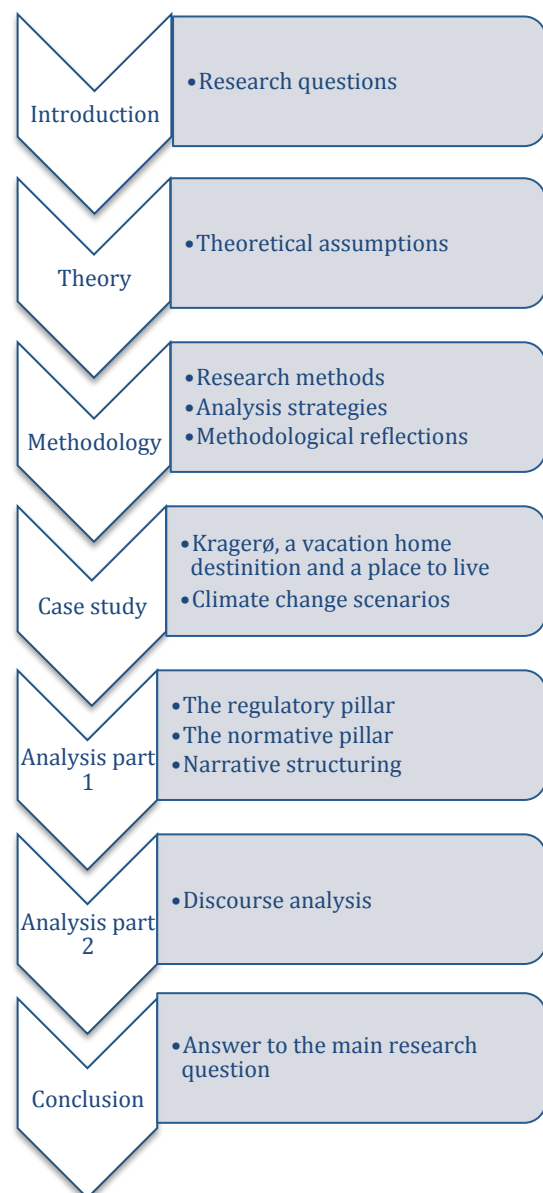 Introduction
•Research questions
Theory
•Theoretical assumptions
Methodology
•Research methods
•Analysis strategies
•Methodological reflections
Case study
•Kragerø, a vacation home
destinition and a place to live
•Climate change scenarios
Analysis part
1
•The regulatory pillar
•The normative pillar
•Narrative structuring
Analysis part
2
•Discourse analysis
Conclusion
•Answer to the main research
question